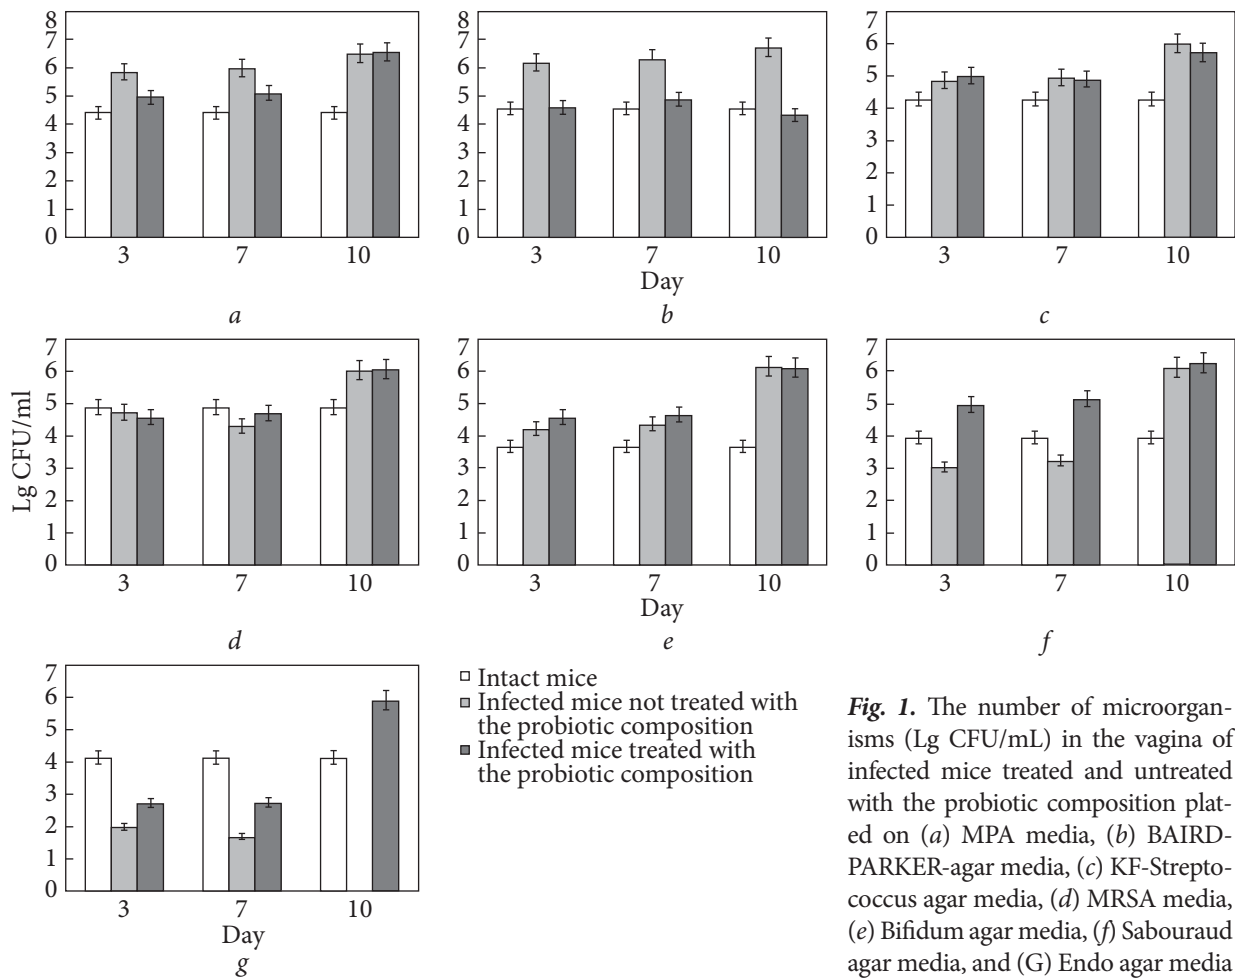 8
7
6
5
4
3
2
1
0
3 7 10
a
8
7
6
5
4
3
2
1
0
3 7 10
Day
b
7
6
5
4
3
2
1
0
3 7 10
c
Lg CFU/ml
7
6
5
4
3
2
1
0
3 7 10
d
7
6
5
4
3
2
1
0
3 7 10
Day
e
7
6
5
4
3
2
1
0
3 7 10
f
7
6
5
4
3
2
1
0
3 7 10
Day
g
Intact mice
Infected mice not treated with
the probiotic composition
Infected mice treated with
the probiotic composition
Fig. 1. The number of microorgan-
isms (Lg CFU/mL) in the vagina of
infected mice treated and untreated
with the probiotic composition plat-
ed on (a) MPA media, (b) BAIRD-
PARKER-agar media, (c) KF-Strepto-
coccus agar media, (d) MRSA media,
(e) Bifidum agar media, (f) Sabouraud
agar media, and (G) Endo agar media